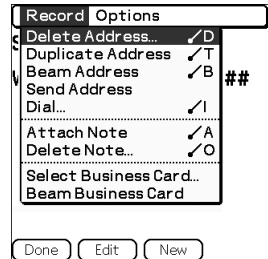 Record Options
Delete Address... ⁄D
Duplicate Address ⁄T
Beam Address ⁄B
Send Address
Dial... ⁄I
##
Attach Note ⁄A
Delete Note... ⁄O
Select Business Card...
Beam Business Card
Done Edit New